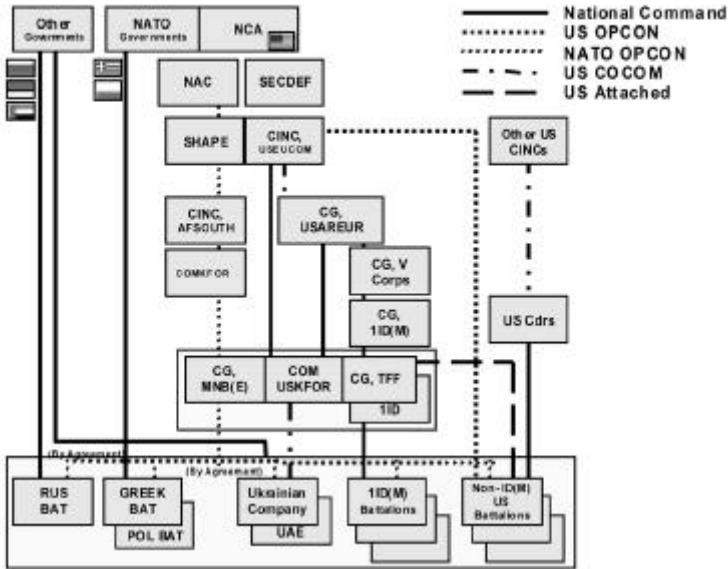 Other
Governments
NATO
Governments
NCA
National Command
US OPCON
NATO OPCON
US COCOM
US Attached
NAC
SECDEF
SHAPE
CINC,
USEUCOM
Other US
CINCs
CINC,
AFSOUTH
CG,
USAREUR
COMKFOR
CG, V
Corps
CG,
1ID(M)
US Cdrs
CG,
MNB(E)
COM
USKFOR
CG, TFF
1ID
(By Agreement)
(By Agreement)
RUS
BAT
GREEK
BAT
POL BAT
Ukrainian
Company
UAE
1ID(M)
Battalions
Non-ID(M)
US
Battalions